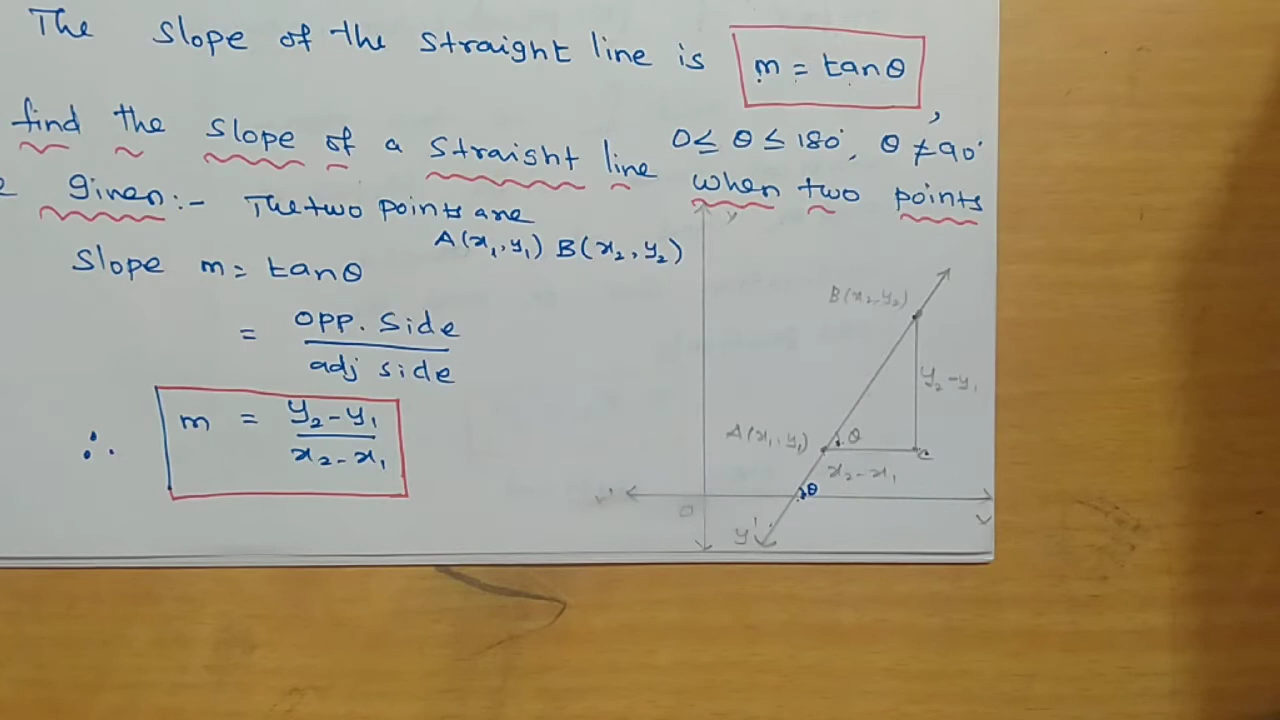 The slope of the straight line is m = tanθ ,
0≤ θ ≤ 180°, θ ≠ 90°
find the slope of a straight line when two points
given:- The two points are
A(x₁, y₁) B(x₂, y₂)
Slope m = tanθ
= opp. side
adj side
∴ m = y₂ - y₁
x₂ - x₁
y
B(x₂, y₂)
y₂ - y₁
A(x₁, y₁) θ C
x₂ - x₁
θ
O
y'